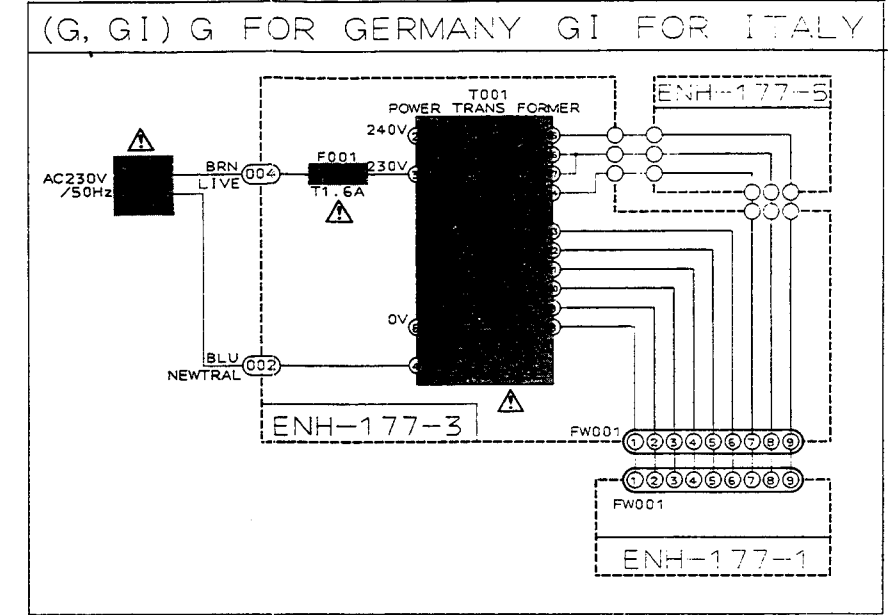 (G, GI) G FOR GERMANY GI FOR ITALY
T001
POWER TRANS FORMER
ENH-177-5
240V
2
F001
230V
3
T1.6A
BRN
LIVE
004
AC230V
/50Hz
0V
BLU
NEWTRAL
002
ENH-177-3
FW001
1 2 3 4 5 6 7 8 9
1 2 3 4 5 6 7 8 9
FW001
ENH-177-1